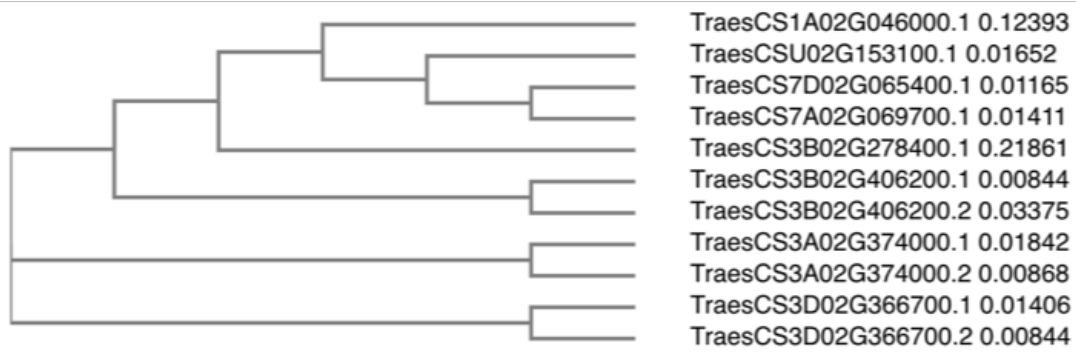 TraesCS1A02G046000.1 0.12393
TraesCSU02G153100.1 0.01652
TraesCS7D02G065400.1 0.01165
TraesCS7A02G069700.1 0.01411
TraesCS3B02G278400.1 0.21861
TraesCS3B02G406200.1 0.00844
TraesCS3B02G406200.2 0.03375
TraesCS3A02G374000.1 0.01842
TraesCS3A02G374000.2 0.00868
TraesCS3D02G366700.1 0.01406
TraesCS3D02G366700.2 0.00844